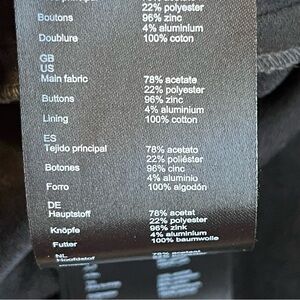 22% polyester
Boutons 96% zinc
4% aluminium
Doublure 100% coton
GB
US
Main fabric 78% acetate
22% polyester
Buttons 96% zinc
4% aluminium
Lining 100% cotton
ES
Tejido principal 78% acetato
22% poliéster
Botones 96% cinc
4% aluminio
Forro 100% algodón
DE
Hauptstoff 78% acetat
22% polyester
Knöpfe 96% zink
4% aluminium
Futter 100% baumwolle
NL
Hoofdstof